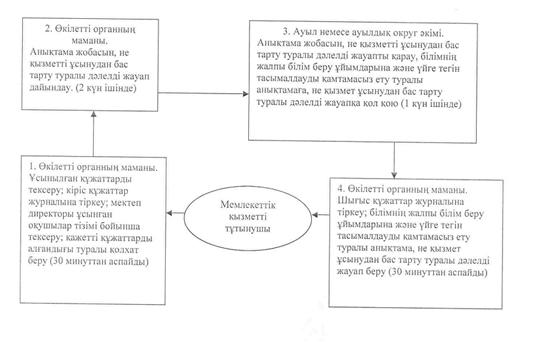 2. Өкілетті органның
маманы.
Анықтама жобасын, не
қызметті ұсынудан бас
тарту туралы дәлелді жауап
дайындау. (2 күн ішінде)
3. Ауыл немесе ауылдық округ әкімі.
Анықтама жобасын, не қызметті ұсынудан бас
тарту туралы дәлелді жауапты қарау, білімнің
жалпы білім беру ұйымдарына және үйге тегін
тасымалдауды қамтамасыз ету туралы
анықтамаға, не қызмет ұсынудан бас тарту
туралы дәлелді жауапқа қол қою (1 күн ішінде)
1. Өкілетті органның маманы.
Ұсынылған құжаттарды
тексеру; кіріс құжаттар
журналына тіркеу; мектеп
директоры ұсынған
оқушылар тізімі бойынша
тексеру; қажетті құжаттарды
алғандығы туралы қолхат
беру (30 минуттан аспайды)
Мемлекеттік
қызметті
тұтынушы
4. Өкілетті органның маманы.
Шығыс құжаттар журналына
тіркеу; білімнің жалпы білім беру
ұйымдарына және үйге тегін
тасымалдауды қамтамасыз ету
туралы анықтама, не қызмет
ұсынудан бас тарту туралы дәлелді
жауап беру (30 минуттан аспайды)